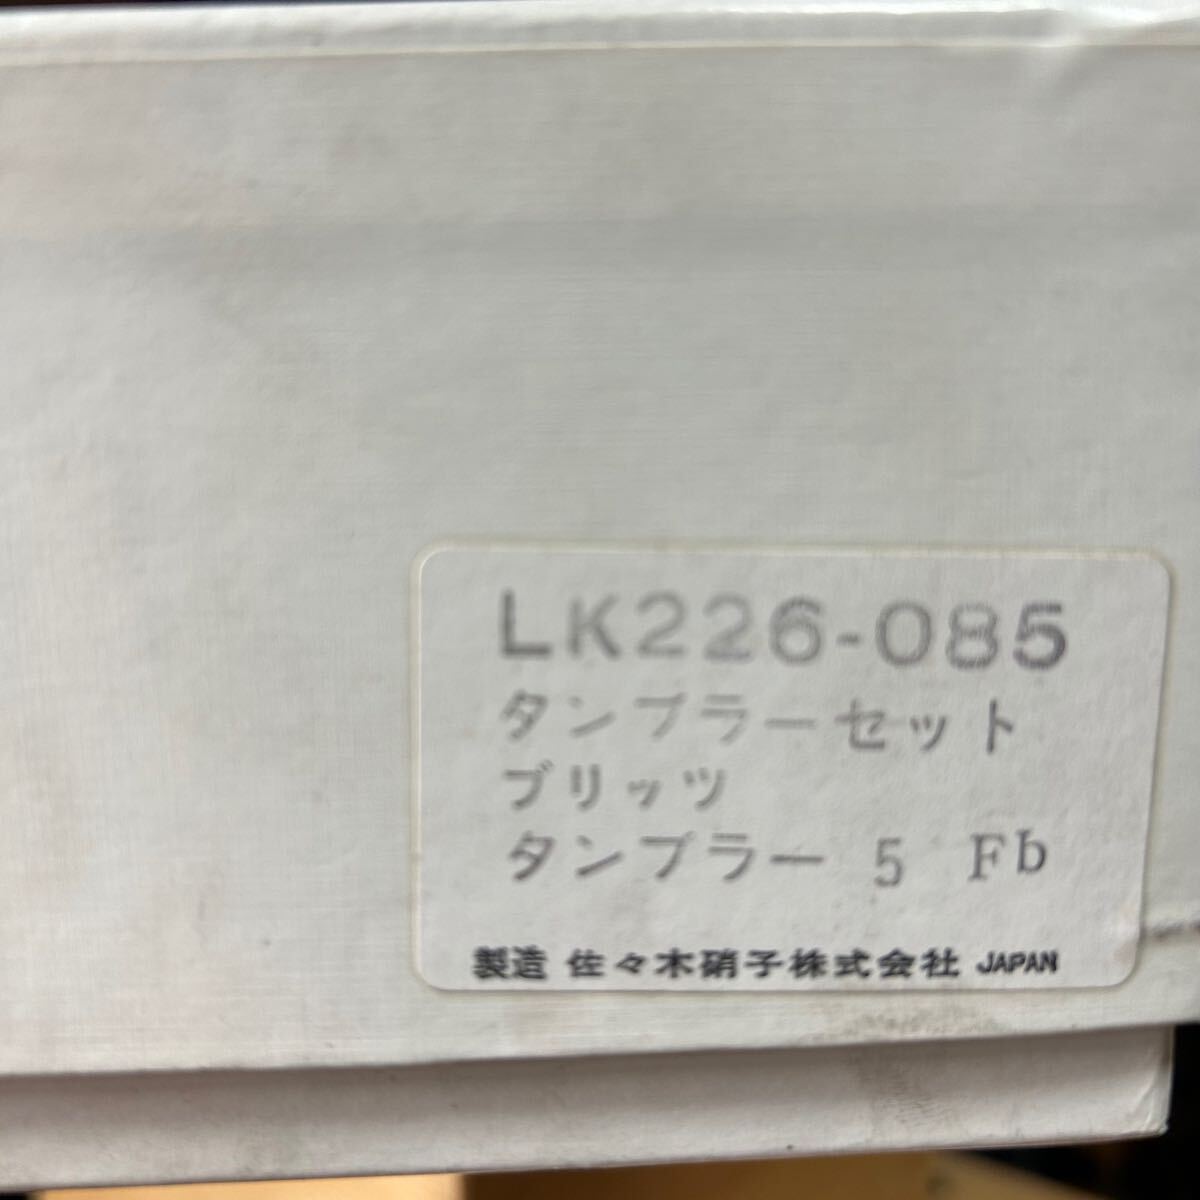 LK226-085
タンブラーセット
ブリッツ
タンブラー 5 Fb
製造 佐々木硝子株式会社 JAPAN